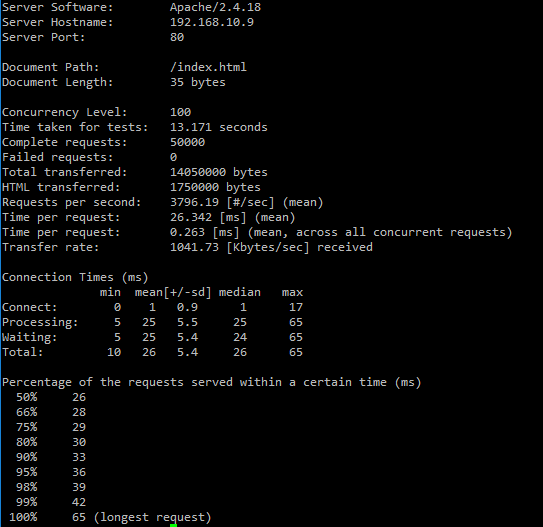 Server Software: Apache/2.4.18
Server Hostname: 192.168.10.9
Server Port: 80
Document Path: /index.html
Document Length: 35 bytes
Concurrency Level: 100
Time taken for tests: 13.171 seconds
Complete requests: 50000
Failed requests: 0
Total transferred: 14050000 bytes
HTML transferred: 1750000 bytes
Requests per second: 3796.19 [#/sec] (mean)
Time per request: 26.342 [ms] (mean)
Time per request: 0.263 [ms] (mean, across all concurrent requests)
Transfer rate: 1041.73 [Kbytes/sec] received
Connection Times (ms)
min mean[+/-sd] median max
Connect: 0 1 0.9 1 17
Processing: 5 25 5.5 25 65
Waiting: 5 25 5.4 24 65
Total: 10 26 5.4 26 65
Percentage of the requests served within a certain time (ms)
50% 26
66% 28
75% 29
80% 30
90% 33
95% 36
98% 39
99% 42
100% 65 (longest request)